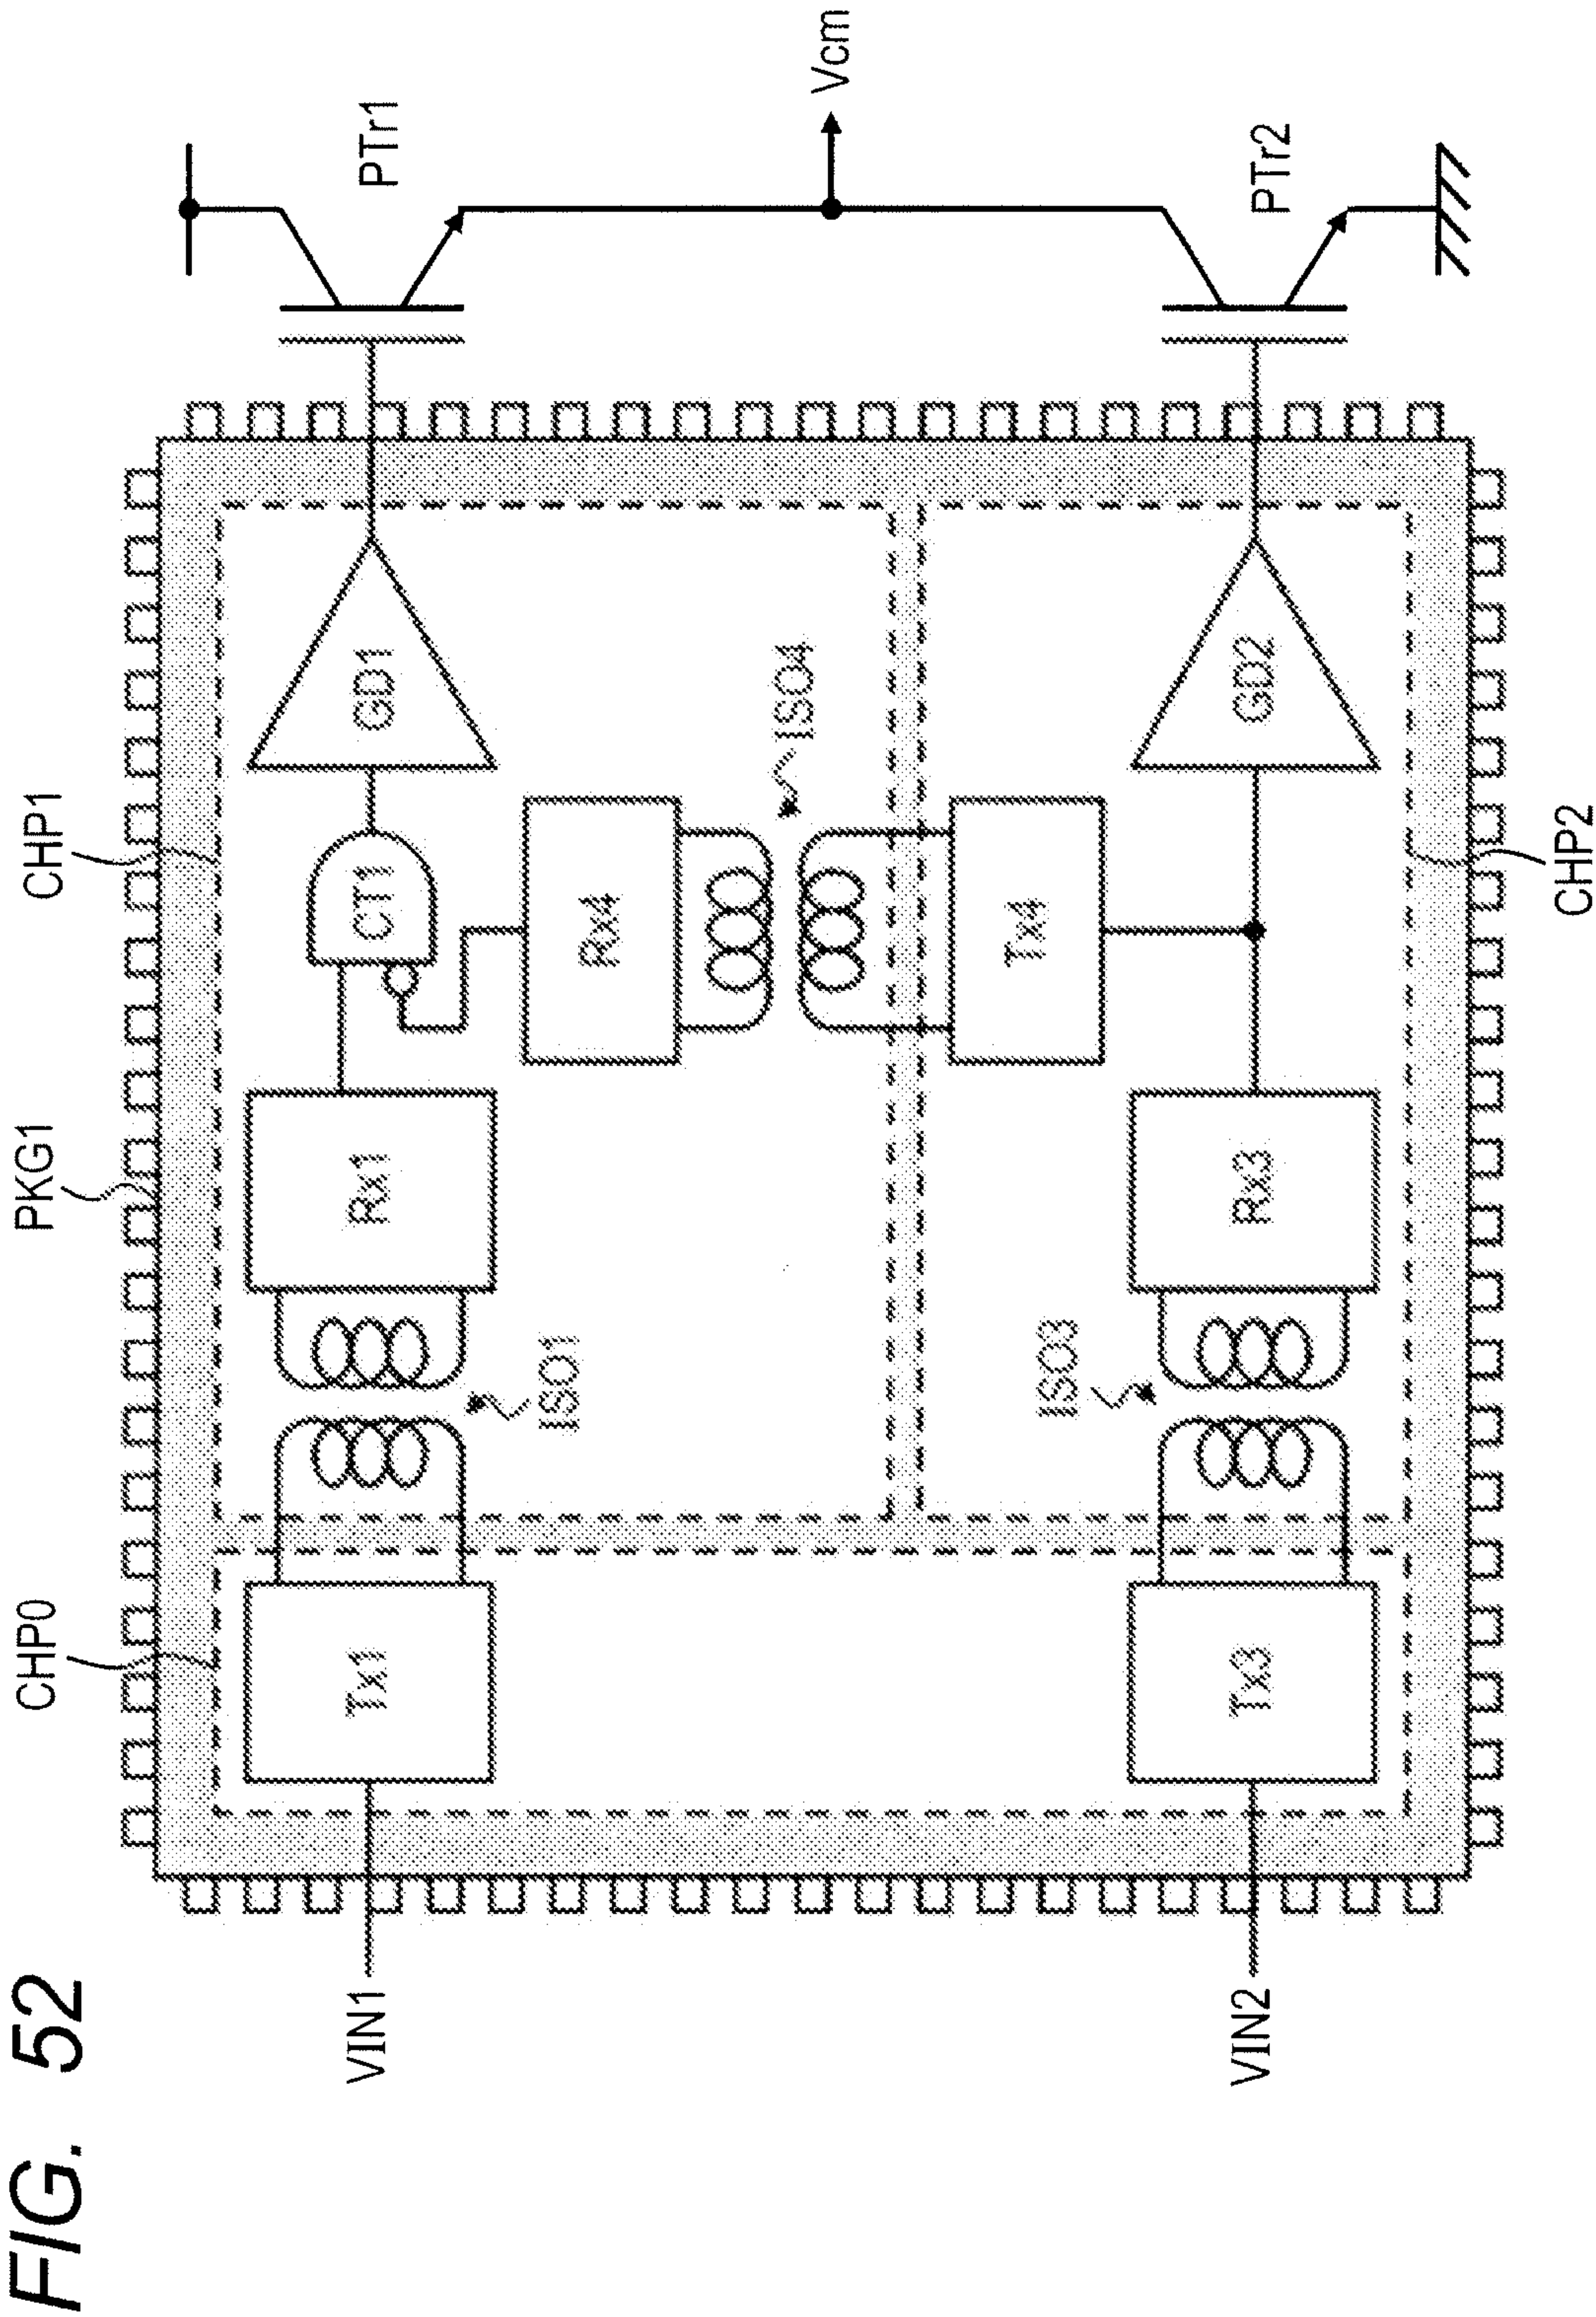 FIG. 52
CHP0
PKG1
CHP1
VIN1
Tx1
ISO1
Rx1
CT1
GD1
PTr1
Rx4
ISO4
Vcm
Tx4
ISO3
VIN2
Tx3
Rx3
GD2
PTr2
CHP2